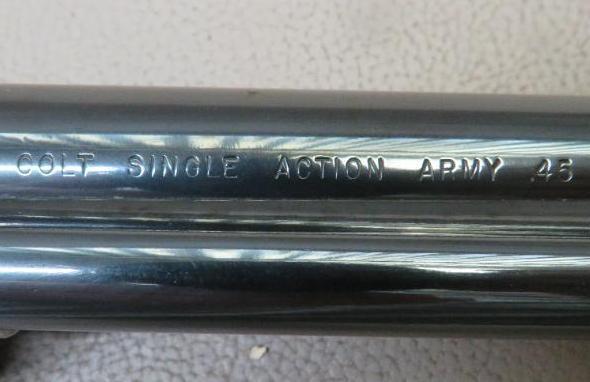 COLT SINGLE ACTION ARMY .45